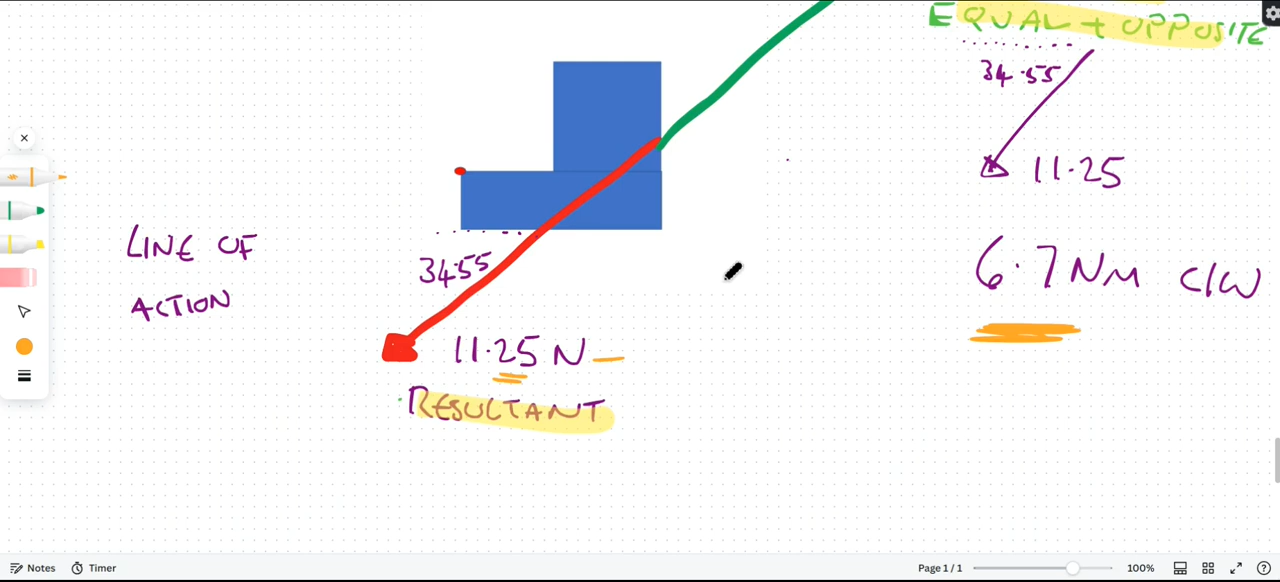 EQUAL + OPPOSITE
34.55
11.25
6.7NM C/W
LINE OF
ACTION
34.55
11.25 N
RESULTANT
Notes
Timer
Page 1 / 1
100%